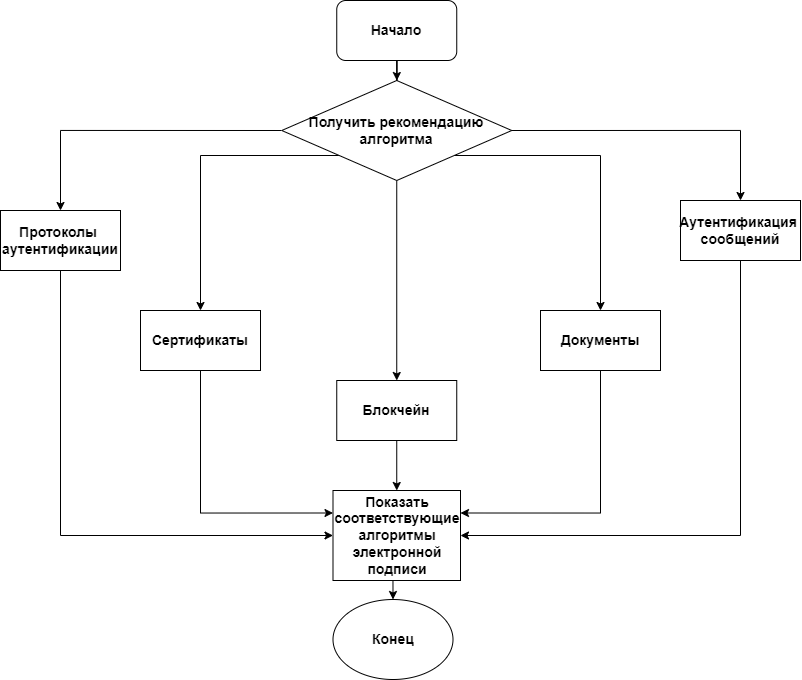 Начало
Получить рекомендацию
алгоритма
Протоколы
аутентификации
Аутентификация
сообщений
Сертификаты
Документы
Блокчейн
Показать
соответствующие
алгоритмы
электронной
подписи
Конец